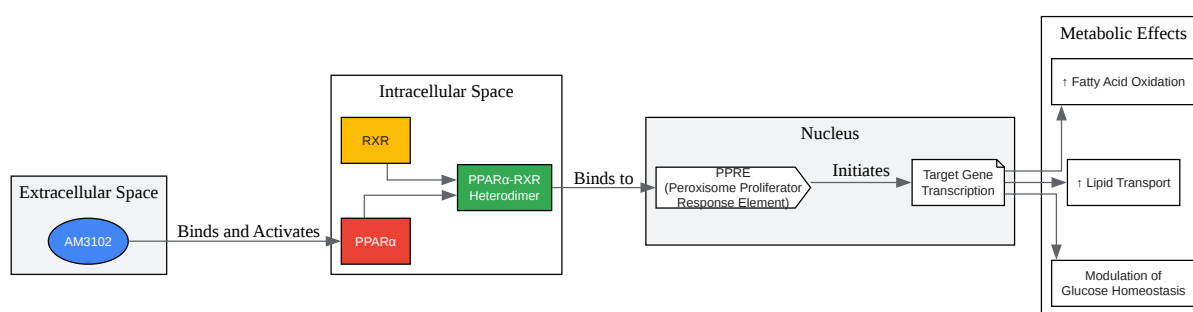 Extracellular Space
AM3102
Binds and Activates
Intracellular Space
RXR
PPARα
PPARα-RXR
Heterodimer
Binds to
Nucleus
PPRE
(Peroxisome Proliferator
Response Element)
Initiates
Target Gene
Transcription
Metabolic Effects
↑ Fatty Acid Oxidation
↑ Lipid Transport
Modulation of
Glucose Homeostasis